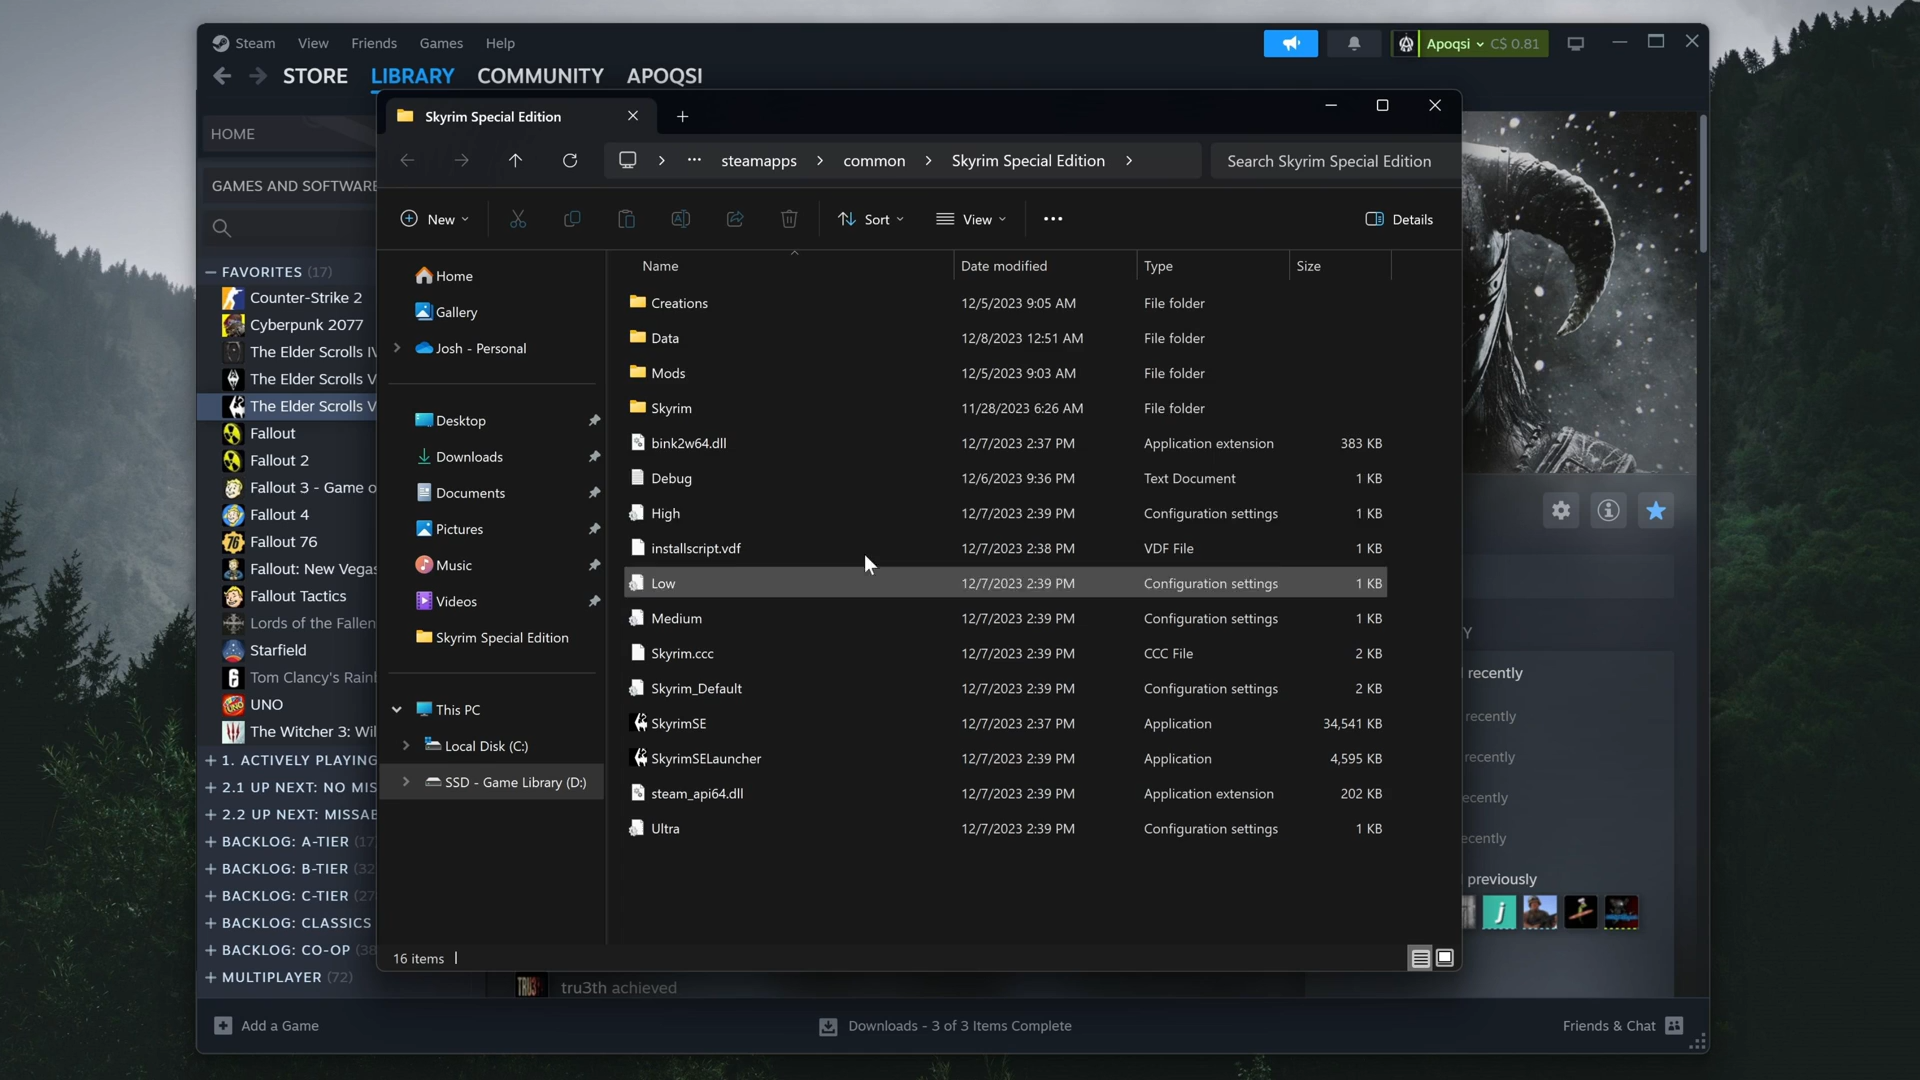 Steam View Friends Games Help
Apoqsi C$ 0.81
STORE LIBRARY COMMUNITY APOQSI
HOME
GAMES AND SOFTWARE
FAVORITES (17)
Counter-Strike 2
Cyberpunk 2077
The Elder Scrolls IV
The Elder Scrolls V
The Elder Scrolls V
Fallout
Fallout 2
Fallout 3 - Game o
Fallout 4
Fallout 76
Fallout: New Vegas
Fallout Tactics
Lords of the Fallen
Starfield
Tom Clancy's Rain
UNO
The Witcher 3: Wil
+ 1. ACTIVELY PLAYING
+ 2.1 UP NEXT: NO MIS
+ 2.2 UP NEXT: MISSAB
+ BACKLOG: A-TIER (17
+ BACKLOG: B-TIER (32
+ BACKLOG: C-TIER (27
+ BACKLOG: CLASSICS
+ BACKLOG: CO-OP (38
+ MULTIPLAYER (72)
Skyrim Special Edition
... steamapps > common > Skyrim Special Edition >
Search Skyrim Special Edition
New Sort View ... Details
Home
Gallery
Josh - Personal
Desktop
Downloads
Documents
Pictures
Music
Videos
Skyrim Special Edition
This PC
Local Disk (C:)
SSD - Game Library (D:)
Name Date modified Type Size
Creations 12/5/2023 9:05 AM File folder
Data 12/8/2023 12:51 AM File folder
Mods 12/5/2023 9:03 AM File folder
Skyrim 11/28/2023 6:26 AM File folder
bink2w64.dll 12/7/2023 2:37 PM Application extension 383 KB
Debug 12/6/2023 9:36 PM Text Document 1 KB
High 12/7/2023 2:39 PM Configuration settings 1 KB
installscript.vdf 12/7/2023 2:38 PM VDF File 1 KB
Low 12/7/2023 2:39 PM Configuration settings 1 KB
Medium 12/7/2023 2:39 PM Configuration settings 1 KB
Skyrim.ccc 12/7/2023 2:39 PM CCC File 2 KB
Skyrim_Default 12/7/2023 2:39 PM Configuration settings 2 KB
SkyrimSE 12/7/2023 2:37 PM Application 34,541 KB
SkyrimSELauncher 12/7/2023 2:39 PM Application 4,595 KB
steam_api64.dll 12/7/2023 2:39 PM Application extension 202 KB
Ultra 12/7/2023 2:39 PM Configuration settings 1 KB
16 items
Y
recently
recently
recently
ecently
ecently
previously
j
tru3th achieved
Add a Game
Downloads - 3 of 3 Items Complete
Friends & Chat